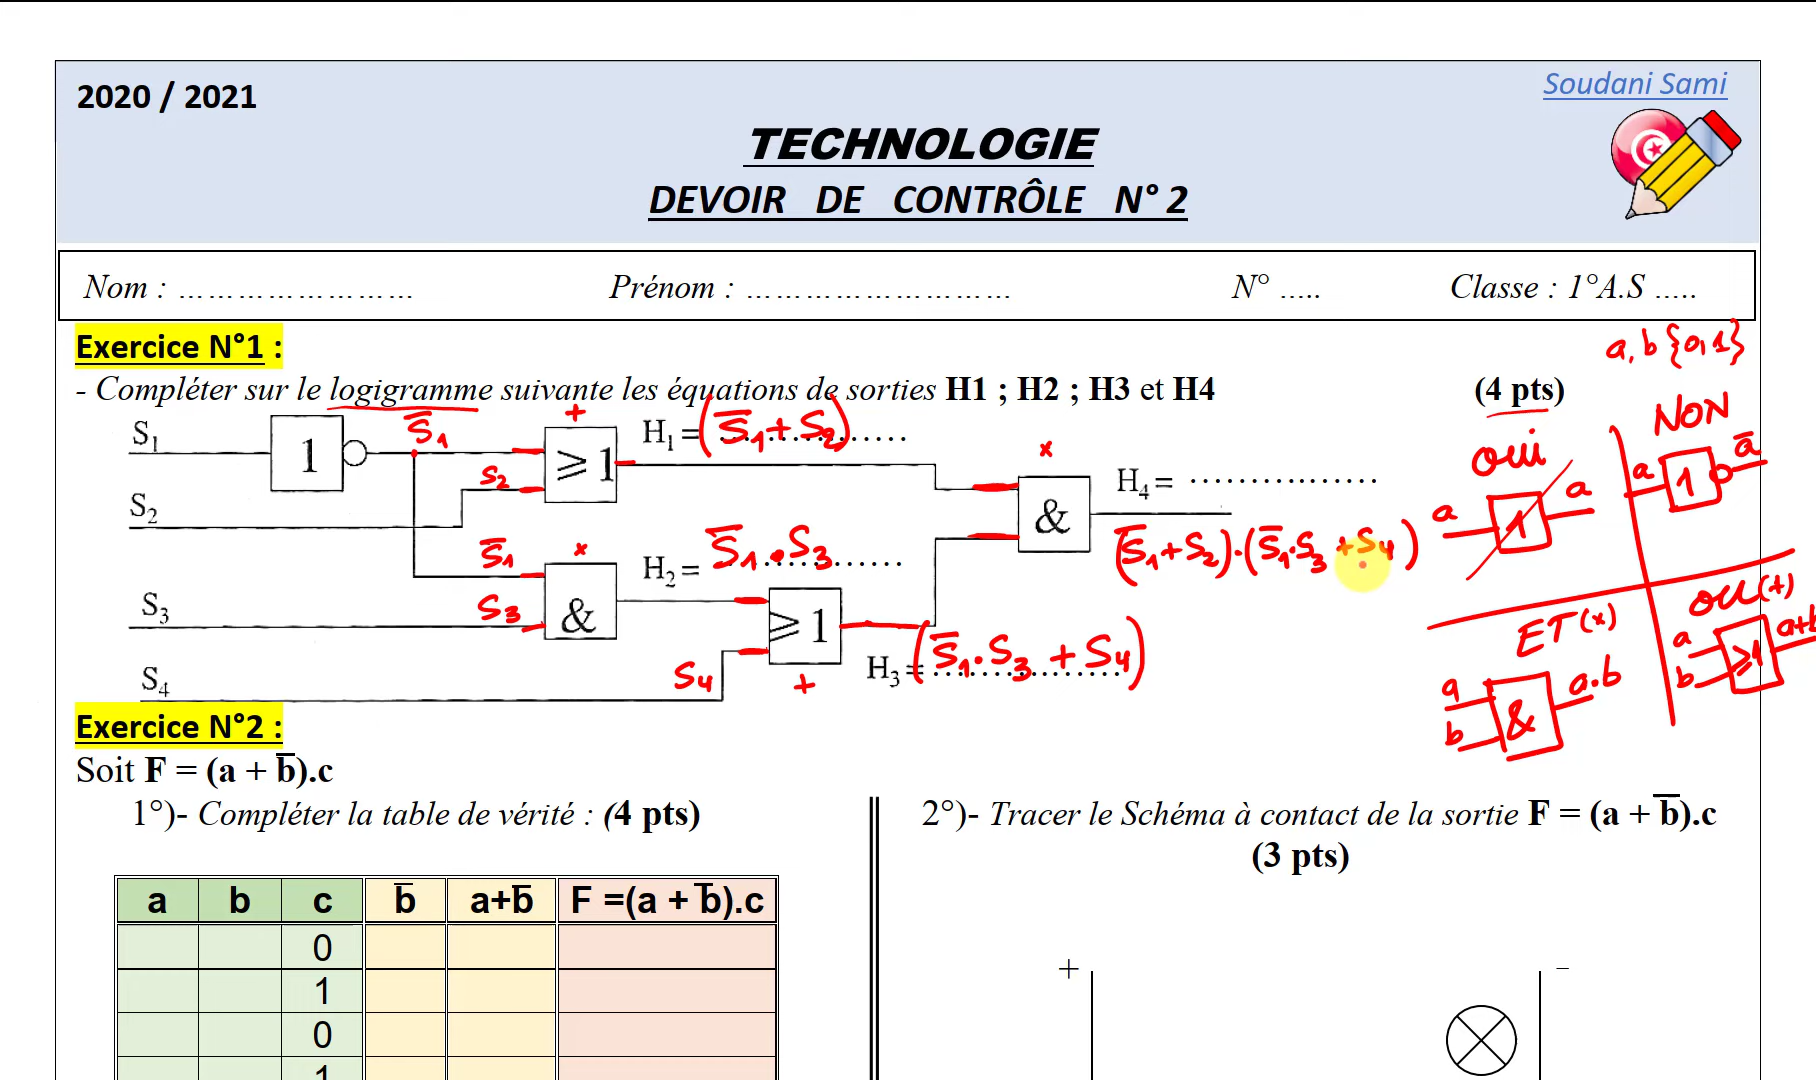 2020 / 2021
Soudani Sami
TECHNOLOGIE
DEVOIR DE CONTRÔLE N° 2
Nom : ………………… Prénom : …………………… N° ….. Classe : 1°A.S …..
Exercice N°1 :
a, b {0,1}
- Compléter sur le logigramme suivante les équations de sorties H1 ; H2 ; H3 et H4 (4 pts)
S1 1 S̅1 + H1 = (S̅1 + S2) NON
S2 S2 ≥1 x H4 = ……………… oui a 1 a̅
& a 1 a
S̅1 x H2 = S̅1 . S3 (S̅1+S2).(S̅1.S3 +S4)
S3 S3 & ≥1 ET(x) OU(+)
H3 = (S̅1.S3 + S4) a b ≥1 a+b
S4 S4 + a b & a.b
Exercice N°2 :
Soit F = (a + b̅).c
1°)- Compléter la table de vérité : (4 pts)
2°)- Tracer le Schéma à contact de la sortie F = (a + b̅).c
(3 pts)
a b c b̅ a+b̅ F =(a + b̅).c
0
1
0
1
+ −